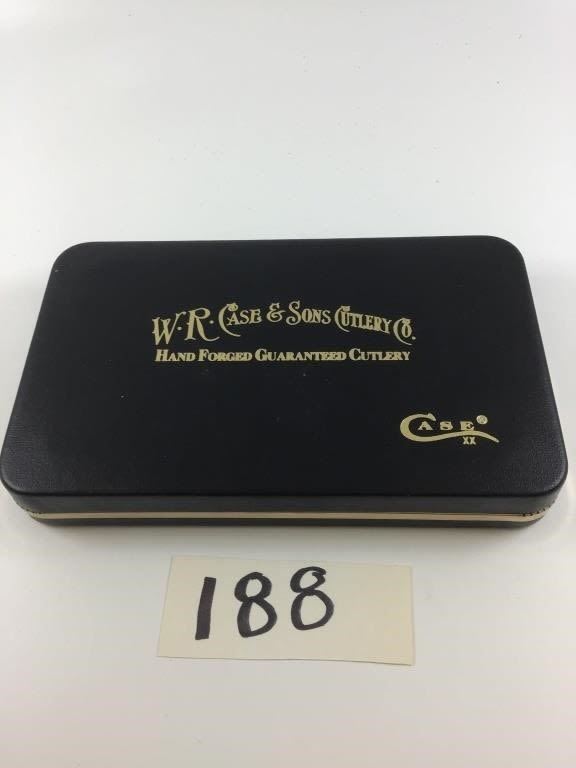 W.R. CASE & SONS CUTLERY CO.
HAND FORGED GUARANTEED CUTLERY
CASE®
XX
188